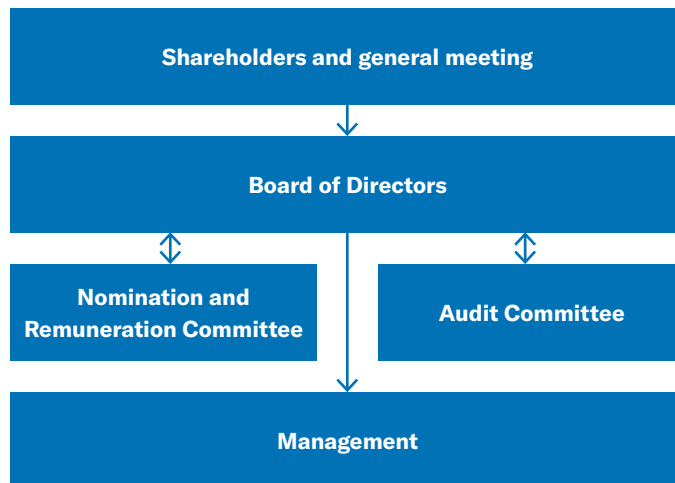 Shareholders and general meeting
Board of Directors
Nomination and
Remuneration Committee
Audit Committee
Management